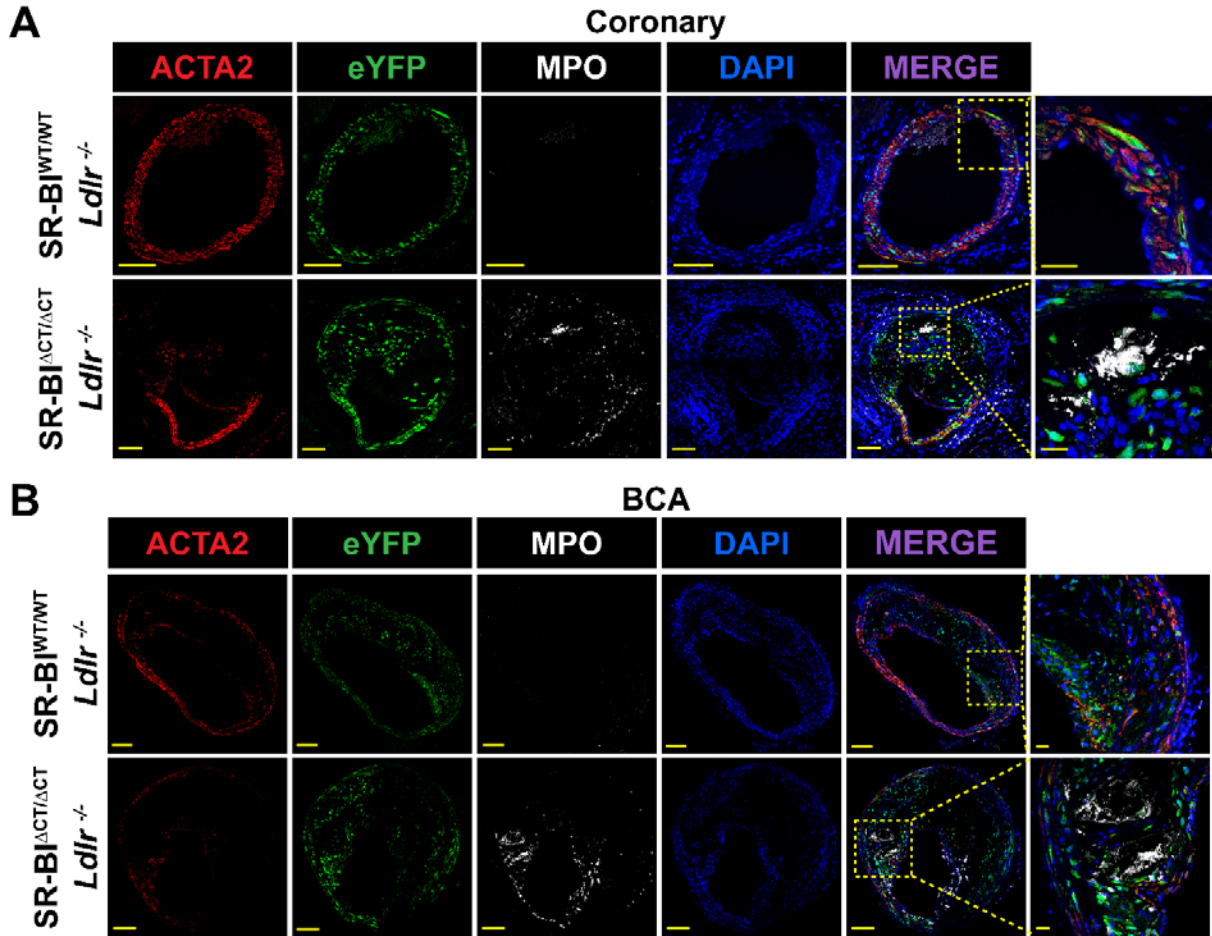 A
Coronary
ACTA2 eYFP MPO DAPI MERGE
SR-BI^WT/WT
Ldlr ^-/-
SR-BI^ΔCT/ΔCT
Ldlr ^-/-
B
BCA
ACTA2 eYFP MPO DAPI MERGE
SR-BI^WT/WT
Ldlr ^-/-
SR-BI^ΔCT/ΔCT
Ldlr ^-/-